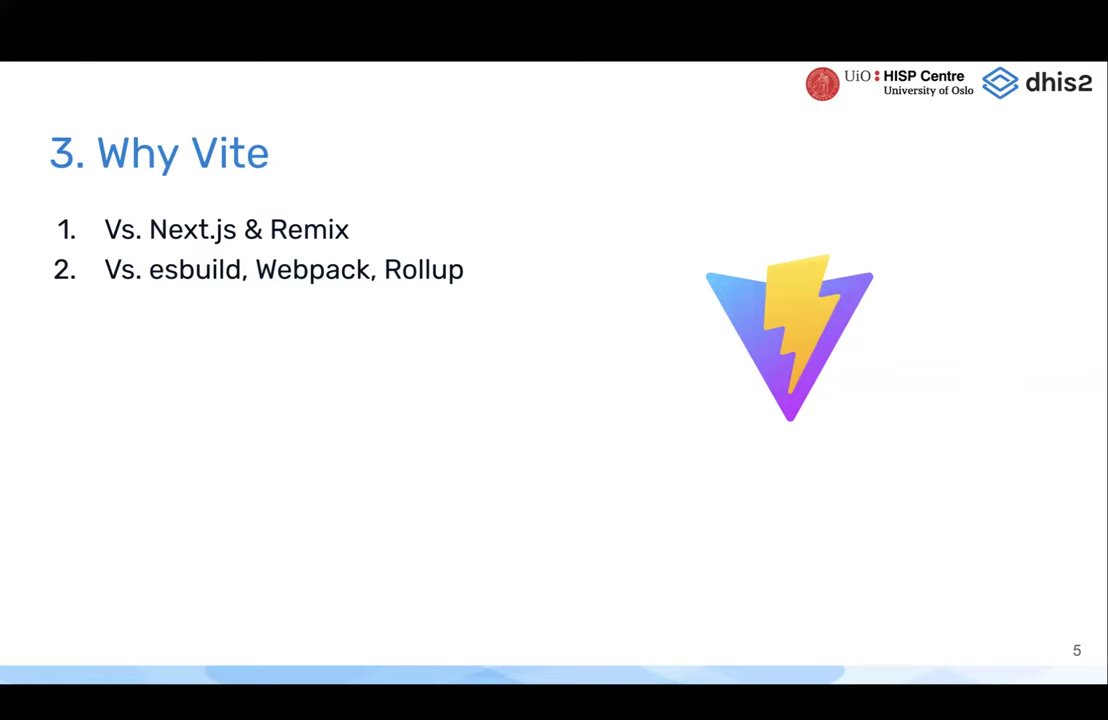 UiO HISP Centre
University of Oslo
dhis2
3. Why Vite
1. Vs. Next.js & Remix
2. Vs. esbuild, Webpack, Rollup
5